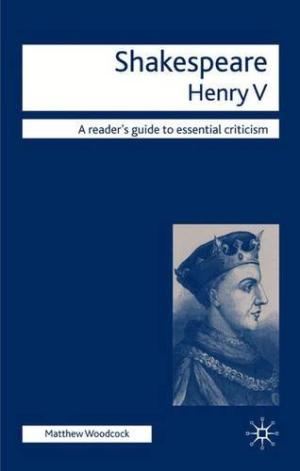 Shakespeare
Henry V
A reader's guide to essential criticism
Matthew Woodcock